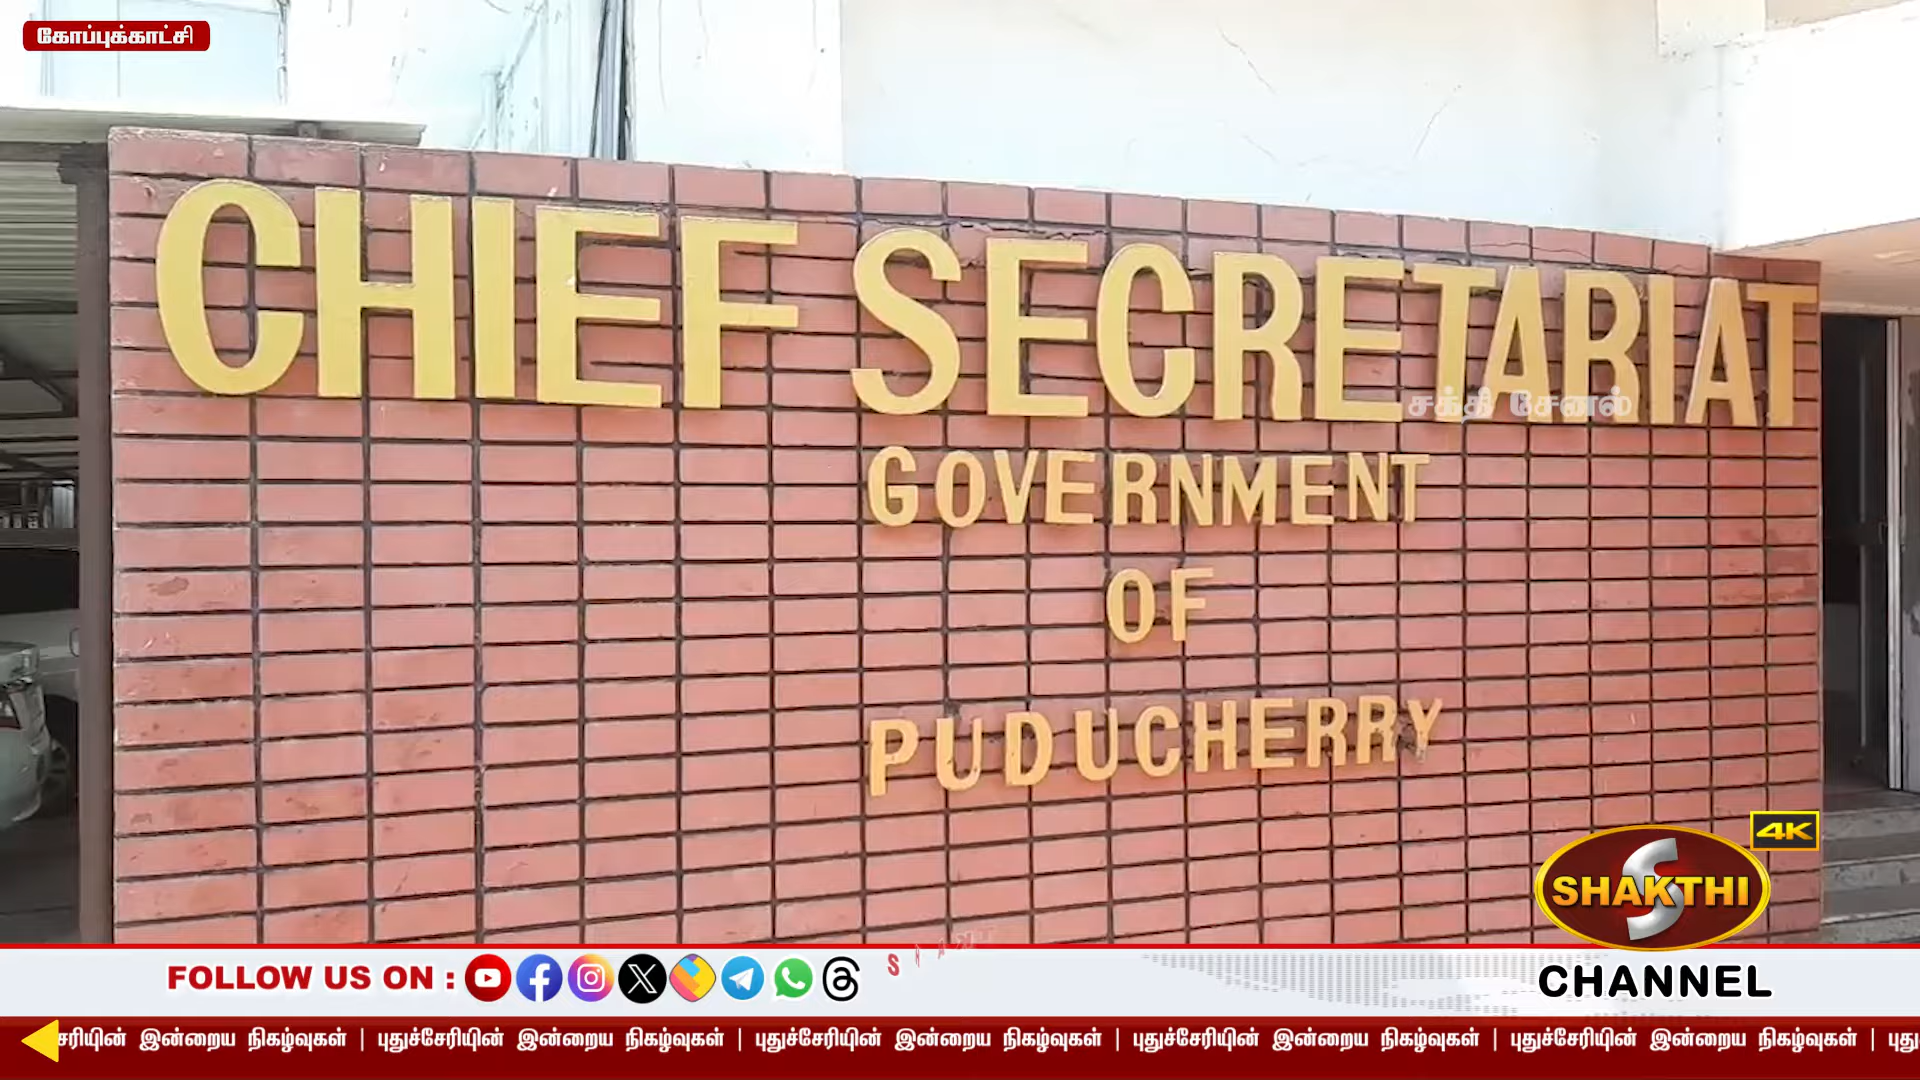 கோப்புக்காட்சி
CHIEF SECRETARIAT
சக்தி சேனல்
GOVERNMENT
OF
PUDUCHERRY
4K
S
SHAKTHI
CHANNEL
FOLLOW US ON :
சேரியின் இன்றைய நிகழ்வுகள் | புதுச்சேரியின் இன்றைய நிகழ்வுகள் | புதுச்சேரியின் இன்றைய நிகழ்வுகள் | புதுச்சேரியின் இன்றைய நிகழ்வுகள் | புதுச்சேரியின் இன்றைய நிகழ்வுகள் | புது